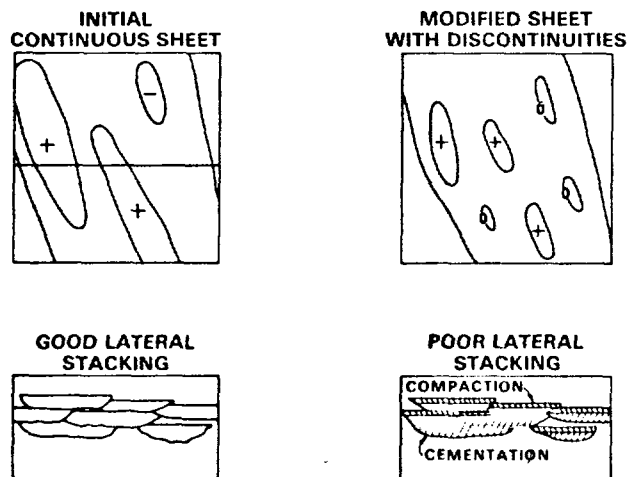 INITIAL
CONTINUOUS SHEET
MODIFIED SHEET
WITH DISCONTINUITIES
−
+
+
+
+
+
o
o
o
GOOD LATERAL
STACKING
POOR LATERAL
STACKING
COMPACTION
CEMENTATION